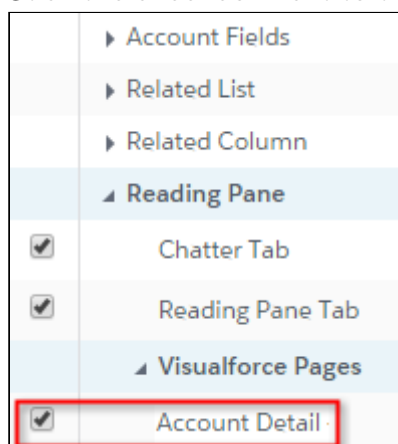 Account Fields
Related List
Related Column
Reading Pane
Chatter Tab
Reading Pane Tab
Visualforce Pages
Account Detail